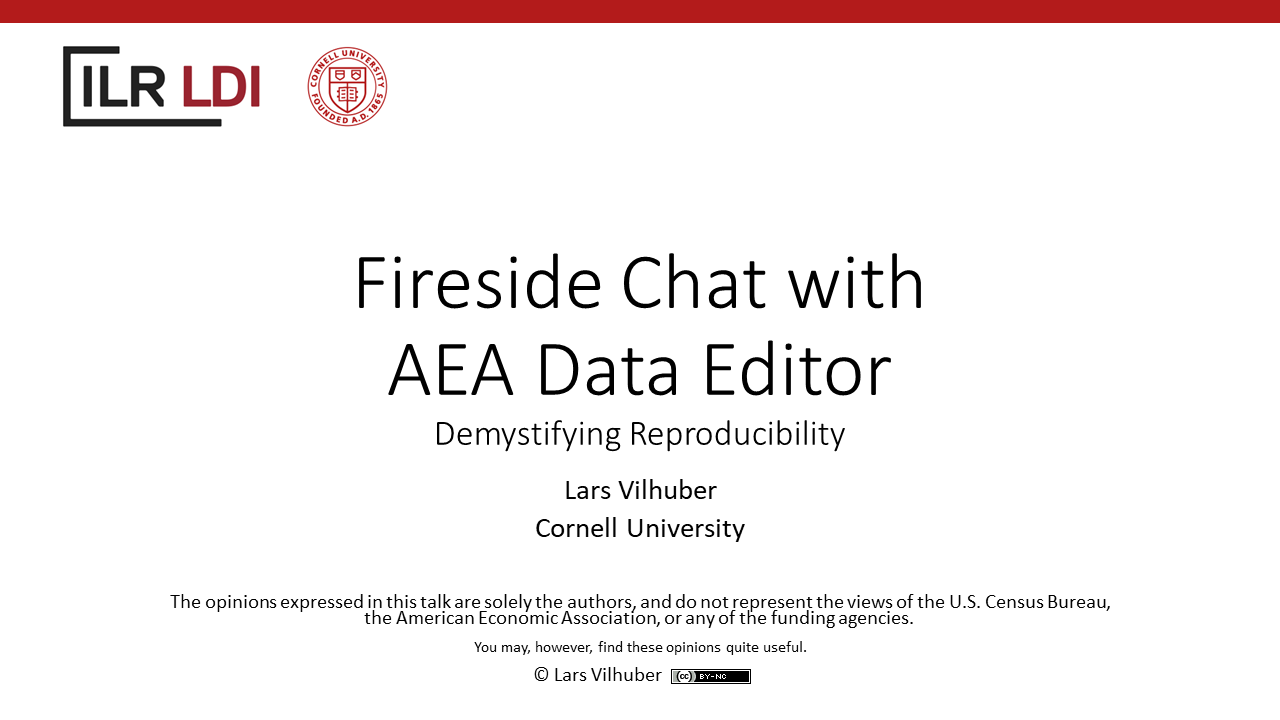 ILR LDI
CORNELL UNIVERSITY
FOUNDED A.D. 1865
Fireside Chat with
AEA Data Editor
Demystifying Reproducibility
Lars Vilhuber
Cornell University
The opinions expressed in this talk are solely the authors, and do not represent the views of the U.S. Census Bureau,
the American Economic Association, or any of the funding agencies.
You may, however, find these opinions quite useful.
© Lars Vilhuber (cc) BY-NC